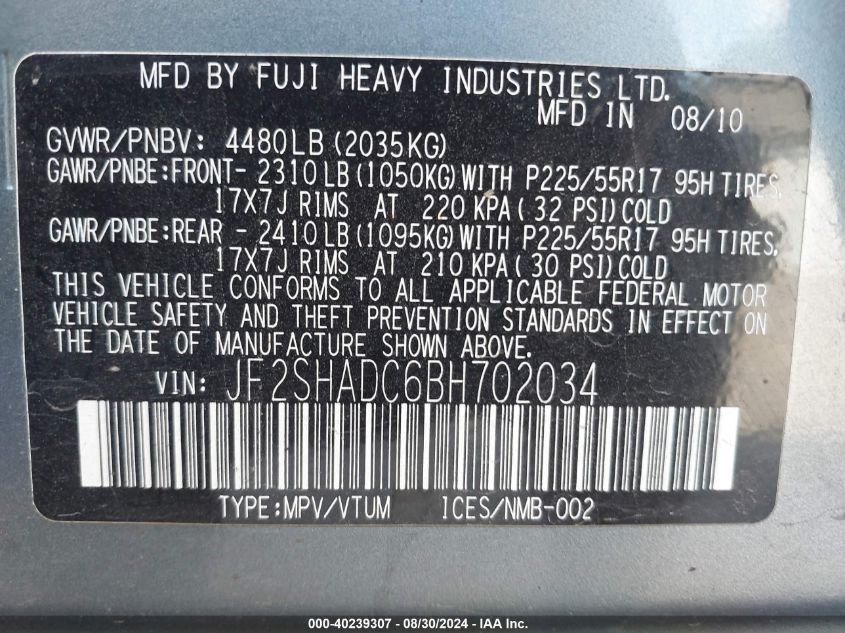 MFD BY FUJI HEAVY INDUSTRIES LTD.
MFD IN 08/10
GVWR/PNBV: 4480LB(2035KG)
GAWR/PNBE:FRONT- 2310LB(1050KG)WITH P225/55R17 95H TIRES,
17X7J RIMS AT 220 KPA( 32 PSI)COLD
GAWR/PNBE:REAR - 2410LB(1095KG)WITH P225/55R17 95H TIRES,
17X7J RIMS AT 210 KPA( 30 PSI)COLD
THIS VEHICLE CONFORMS TO ALL APPLICABLE FEDERAL MOTOR
VEHICLE SAFETY AND THEFT PREVENTION STANDARDS IN EFFECT ON
THE DATE OF MANUFACTURE SHOWN ABOVE.
VIN: JF2SHADC6BH702034
TYPE:MPV/VTUM ICES/NMB-002
000-40239307 - 08/30/2024 - IAA Inc.